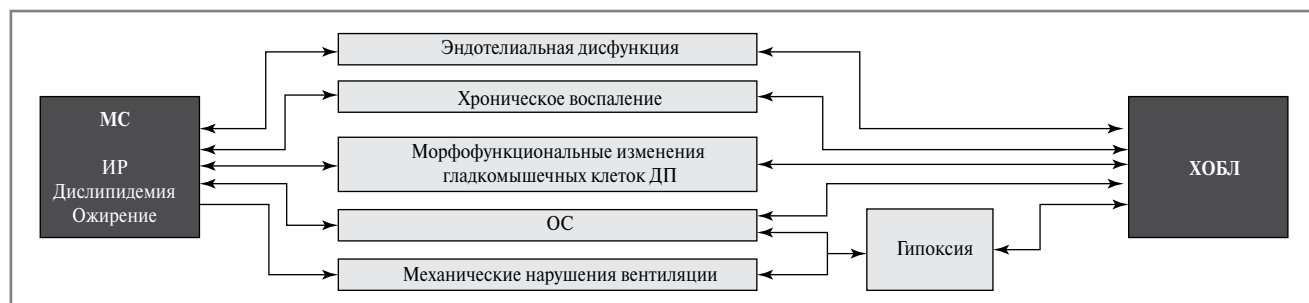 МС
ИР
Дислипидемия
Ожирение
Эндотелиальная дисфункция
Хроническое воспаление
Морфофункциональные изменения
гладкомышечных клеток ДП
ОС
Механические нарушения вентиляции
Гипоксия
ХОБЛ